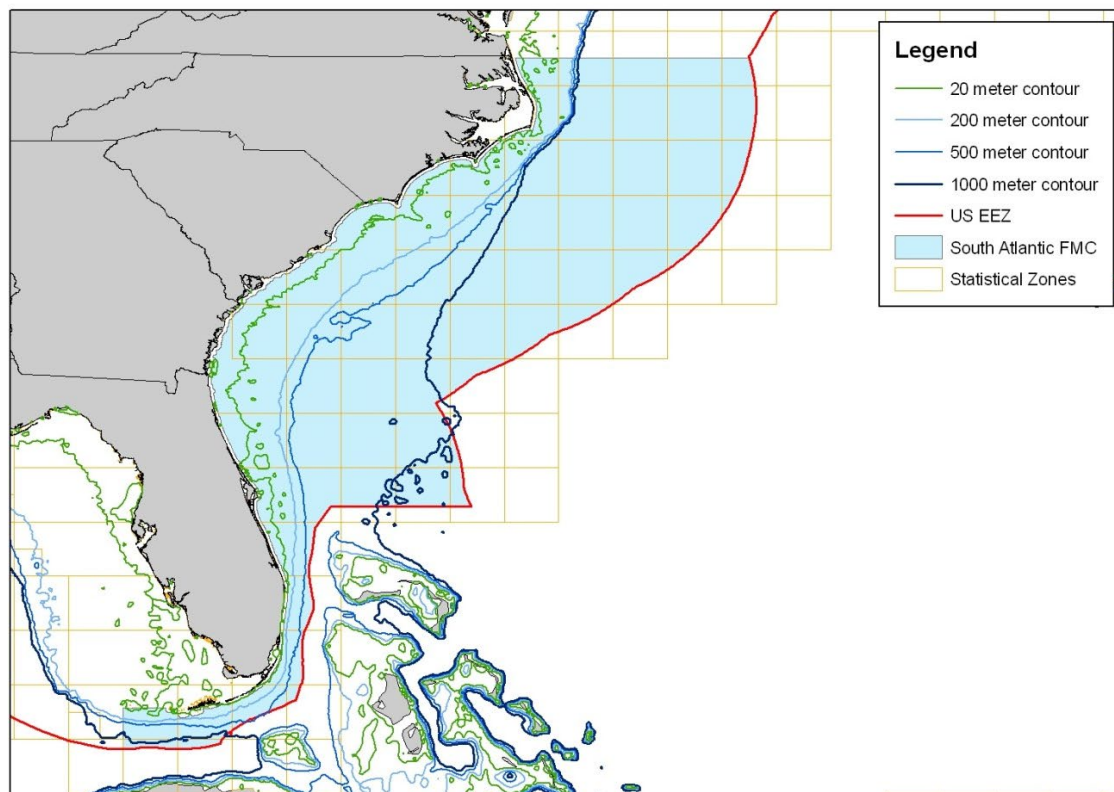 Legend
20 meter contour
200 meter contour
500 meter contour
1000 meter contour
US EEZ
South Atlantic FMC
Statistical Zones